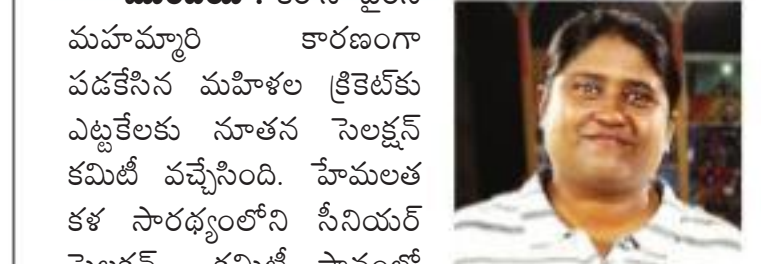 మహమ్మారి కారణంగా
పడకేసిన మహిళల క్రికెట్‌కు
ఎట్టకేలకు నూతన సెలక్షన్
కమిటీ వచ్చేసింది. హేమలత
కళ సారథ్యంలోని సీనియర్